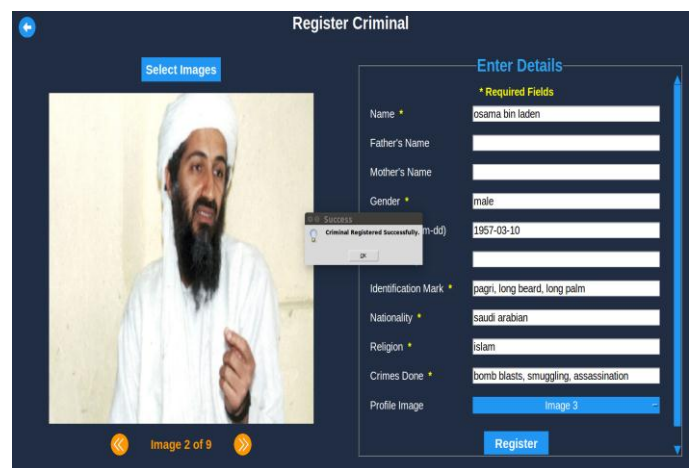 Register Criminal
Select Images
Enter Details
* Required Fields
Name * osama bin laden
Father's Name
Mother's Name
Gender * male
Success
Criminal Registered Successfully.
m-dd) 1957-03-10
OK
Identification Mark * pagri, long beard, long palm
Nationality * saudi arabian
Religion * islam
Crimes Done * bomb blasts, smuggling, assassination
Profile Image Image 3
Image 2 of 9
Register